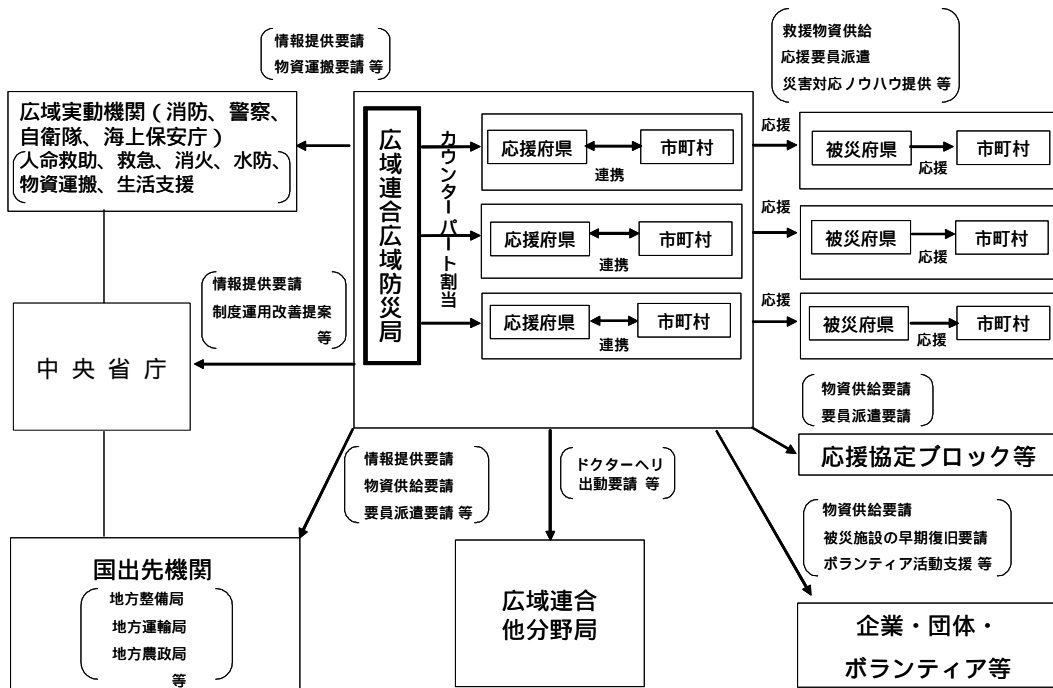 情報提供要請
物資運搬要請 等
救援物資供給
応援要員派遣
災害対応ノウハウ提供 等
広域実動機関（消防、警察、
自衛隊、海上保安庁）
人命救助、救急、消火、水防、
物資運搬、生活支援
広域連合広域防災局
カウンターパート割当
応援府県
市町村
連携
応援
被災府県
市町村
応援
応援府県
市町村
連携
応援
被災府県
市町村
応援
応援府県
市町村
連携
応援
被災府県
市町村
応援
情報提供要請
制度運用改善提案
等
中央省庁
物資供給要請
要員派遣要請
応援協定ブロック等
情報提供要請
物資供給要請
要員派遣要請 等
ドクターヘリ
出動要請 等
物資供給要請
被災施設の早期復旧要請
ボランティア活動支援 等
国出先機関
地方整備局
地方運輸局
地方農政局
等
広域連合
他分野局
企業・団体・
ボランティア等